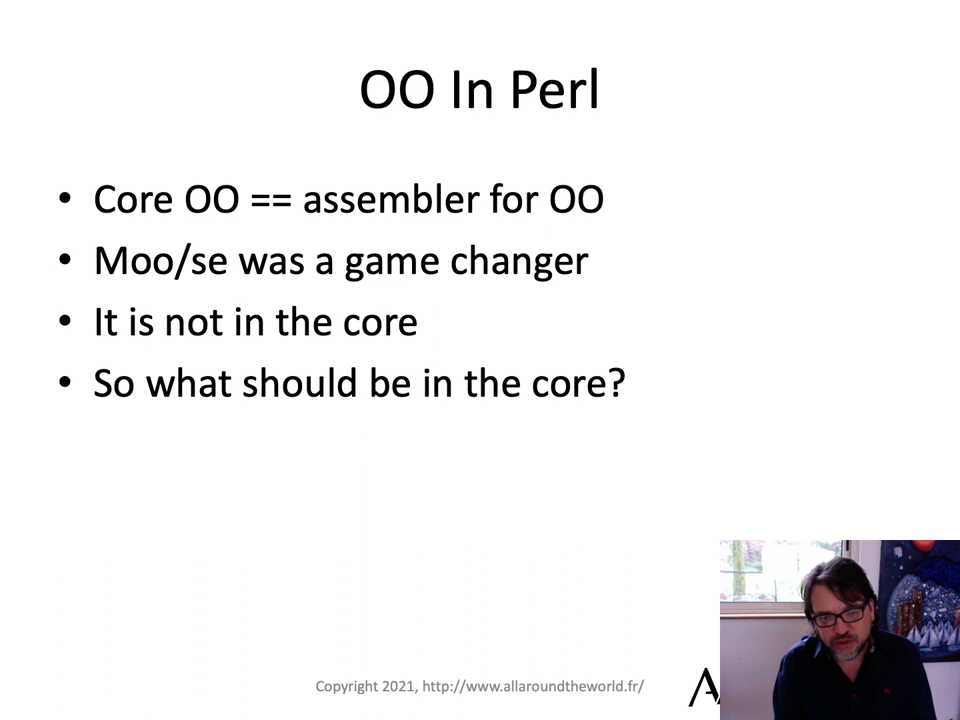 OO In Perl
• Core OO == assembler for OO
• Moo/se was a game changer
• It is not in the core
• So what should be in the core?
Copyright 2021, http://www.allaroundtheworld.fr/